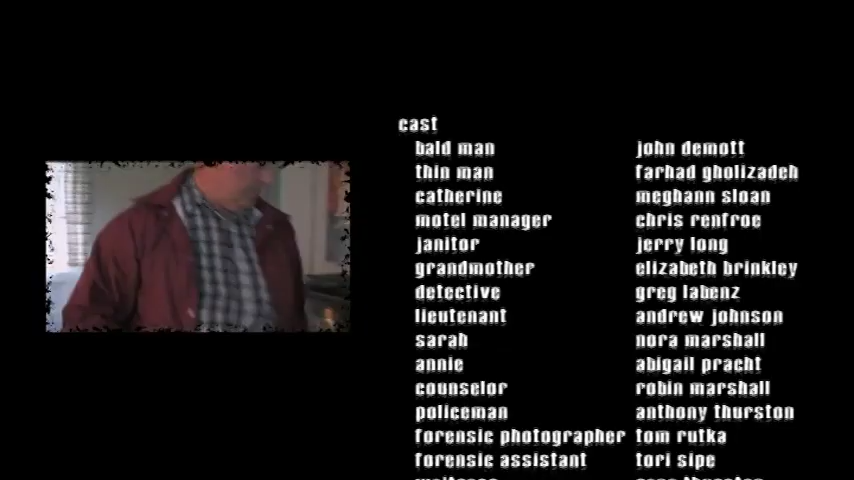 cast
bald man john demott
thin man farhad gholizadeh
catherine meghann sloan
motel manager chris renfroe
janitor jerry long
grandmother elizabeth brinkley
detective greg labenz
lieutenant andrew johnson
sarah nora marshall
annie abigail pracht
counselor robin marshall
policeman anthony thurston
forensic photographer tom rutka
forensic assistant tori sipe